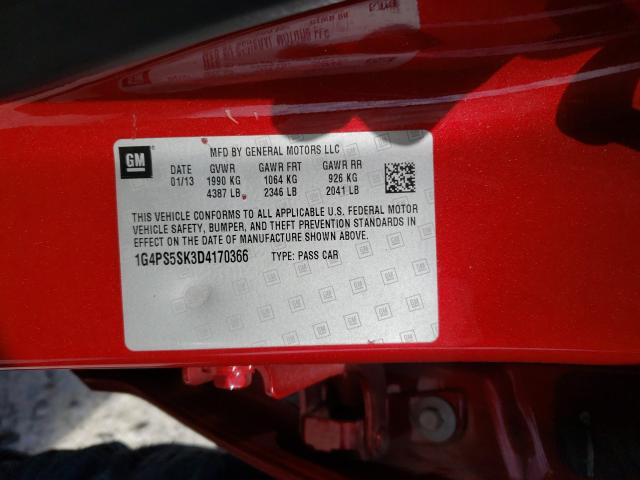 GM
MFD BY GENERAL MOTORS LLC
DATE GVWR GAWR FRT GAWR RR
01/13 1990 KG 1064 KG 926 KG
4387 LB 2346 LB 2041 LB
THIS VEHICLE CONFORMS TO ALL APPLICABLE U.S. FEDERAL MOTOR
VEHICLE SAFETY, BUMPER, AND THEFT PREVENTION STANDARDS IN
EFFECT ON THE DATE OF MANUFACTURE SHOWN ABOVE.
1G4PS5SK3D4170366 TYPE: PASS CAR